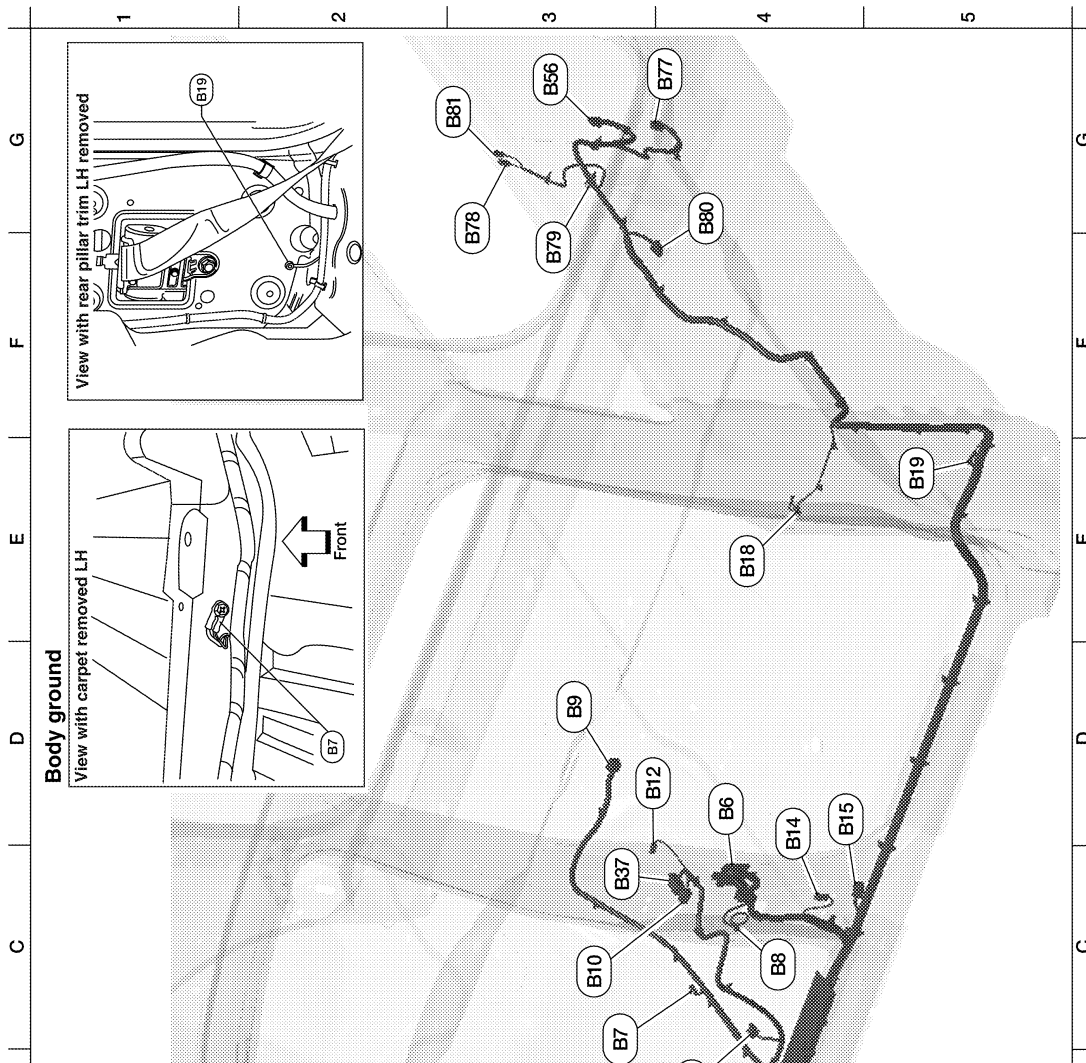 Body ground
View with carpet removed LH
B7
Front
View with rear pillar trim LH removed
B19
1
2
3
4
5
G
F
E
D
C
G
F
E
D
C
B81
B56
B77
B78
B79
B80
B19
B18
B9
B12
B6
B14
B15
B37
B10
B8
B7